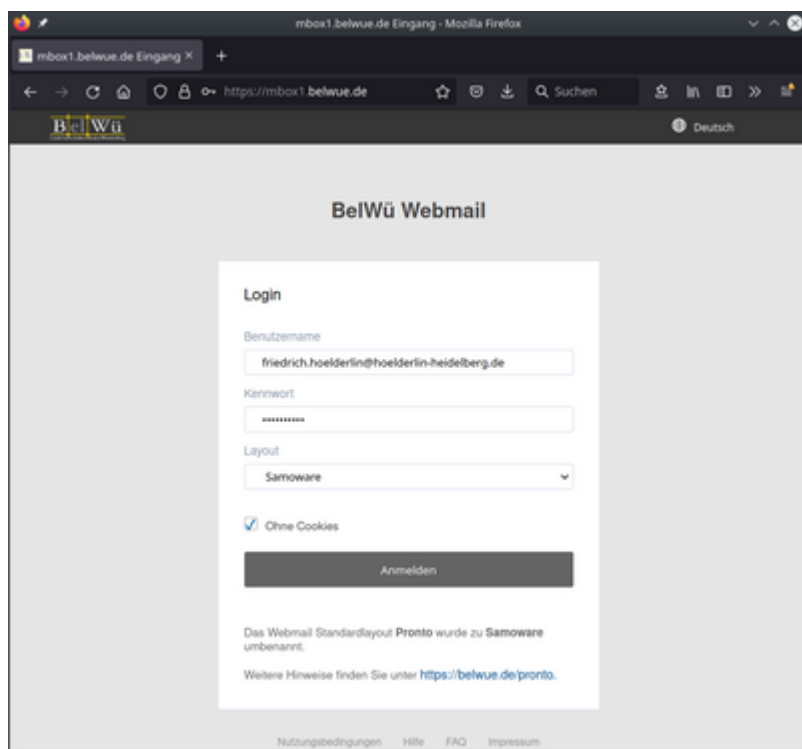 mbox1.belwue.de Eingang - Mozilla Firefox
mbox1.belwue.de Eingang
https://mbox1.belwue.de
Suchen
BelWü
Deutsch
BelWü Webmail
Login
Benutzername
friedrich.hoelderlin@hoelderlin-heidelberg.de
Kennwort
••••••••••
Layout
Samoware
Ohne Cookies
Anmelden
Das Webmail Standardlayout Pronto wurde zu Samoware
umbenannt.
Weitere Hinweise finden Sie unter https://belwue.de/pronto.
Nutzungsbedingungen Hilfe FAQ Impressum